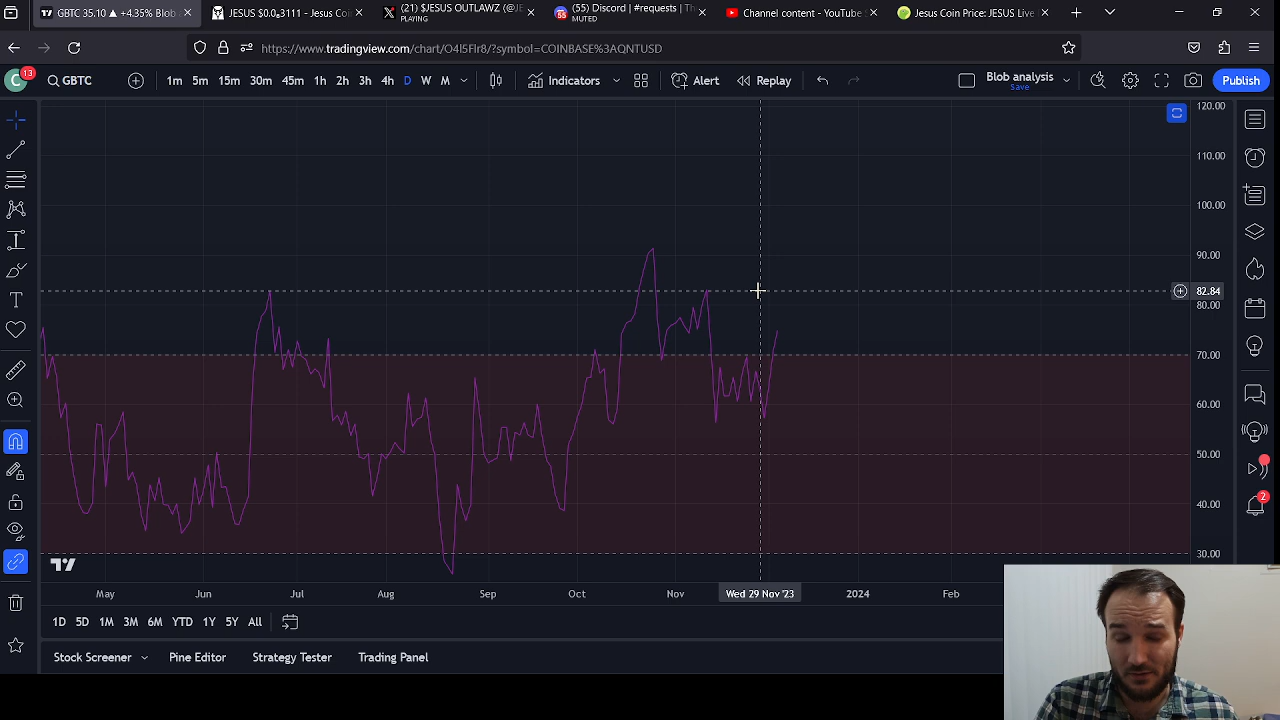 GBTC 35.10 ▲ +4.35% Blob
JESUS $0.0₈3111 - Jesus Co
(21) $JESUS OUTLAWZ (@JE
PLAYING
(55) Discord | #requests | Th
MUTED
Channel content - YouTube S
Jesus Coin Price: JESUS Live
https://www.tradingview.com/chart/O4I5FIr8/?symbol=COINBASE%3AQNTUSD
C 13 GBTC 1m 5m 15m 30m 45m 1h 2h 3h 4h D W M Indicators Alert Replay Blob analysis Publish
Save
120.00
110.00
100.00
90.00
82.84
80.00
70.00
60.00
50.00
40.00
30.00
2
May Jun Jul Aug Sep Oct Nov Wed 29 Nov '23 2024 Feb
1D 5D 1M 3M 6M YTD 1Y 5Y All
Stock Screener Pine Editor Strategy Tester Trading Panel